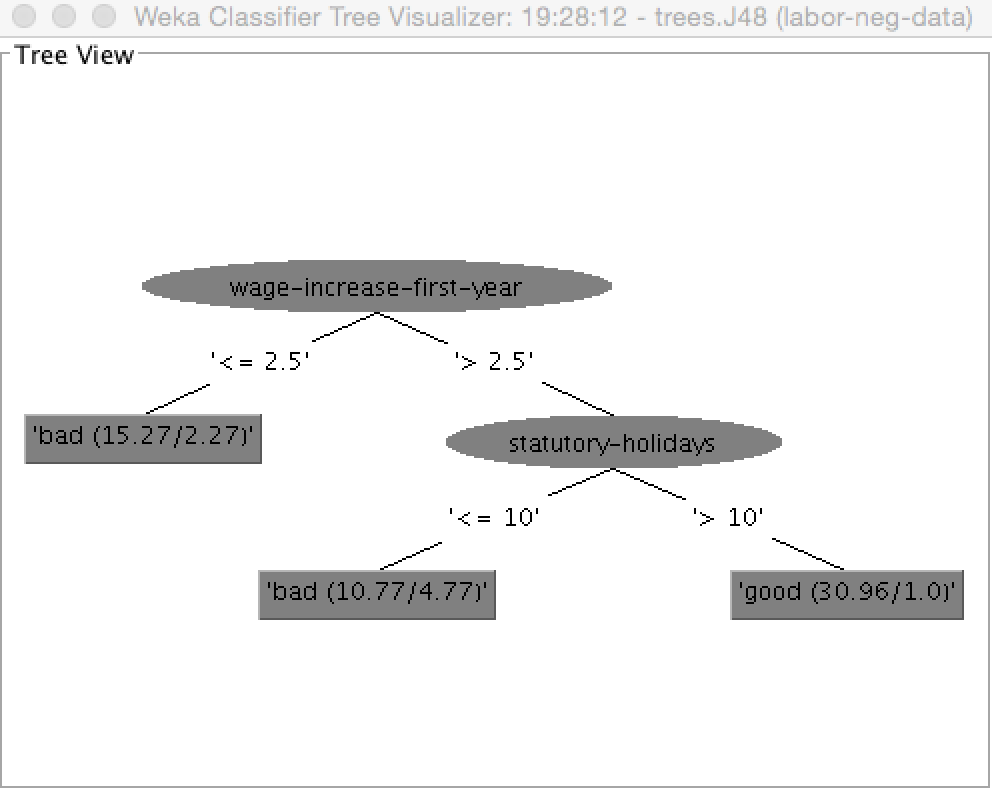 Weka Classifier Tree Visualizer: 19:28:12 - trees.J48 (labor-neg-data)
Tree View
wage-increase-first-year
'<= 2.5'
'> 2.5'
'bad (15.27/2.27)'
statutory-holidays
'<= 10'
'> 10'
'bad (10.77/4.77)'
'good (30.96/1.0)'